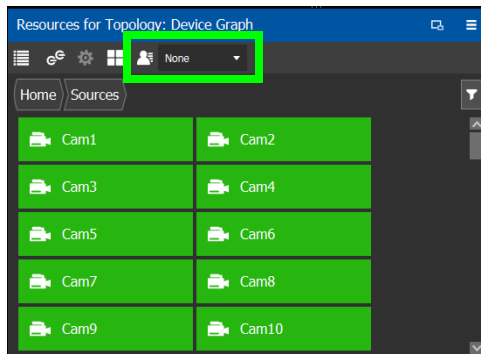 Resources for Topology: Device Graph
None
Home Sources
Cam1 Cam2
Cam3 Cam4
Cam5 Cam6
Cam7 Cam8
Cam9 Cam10